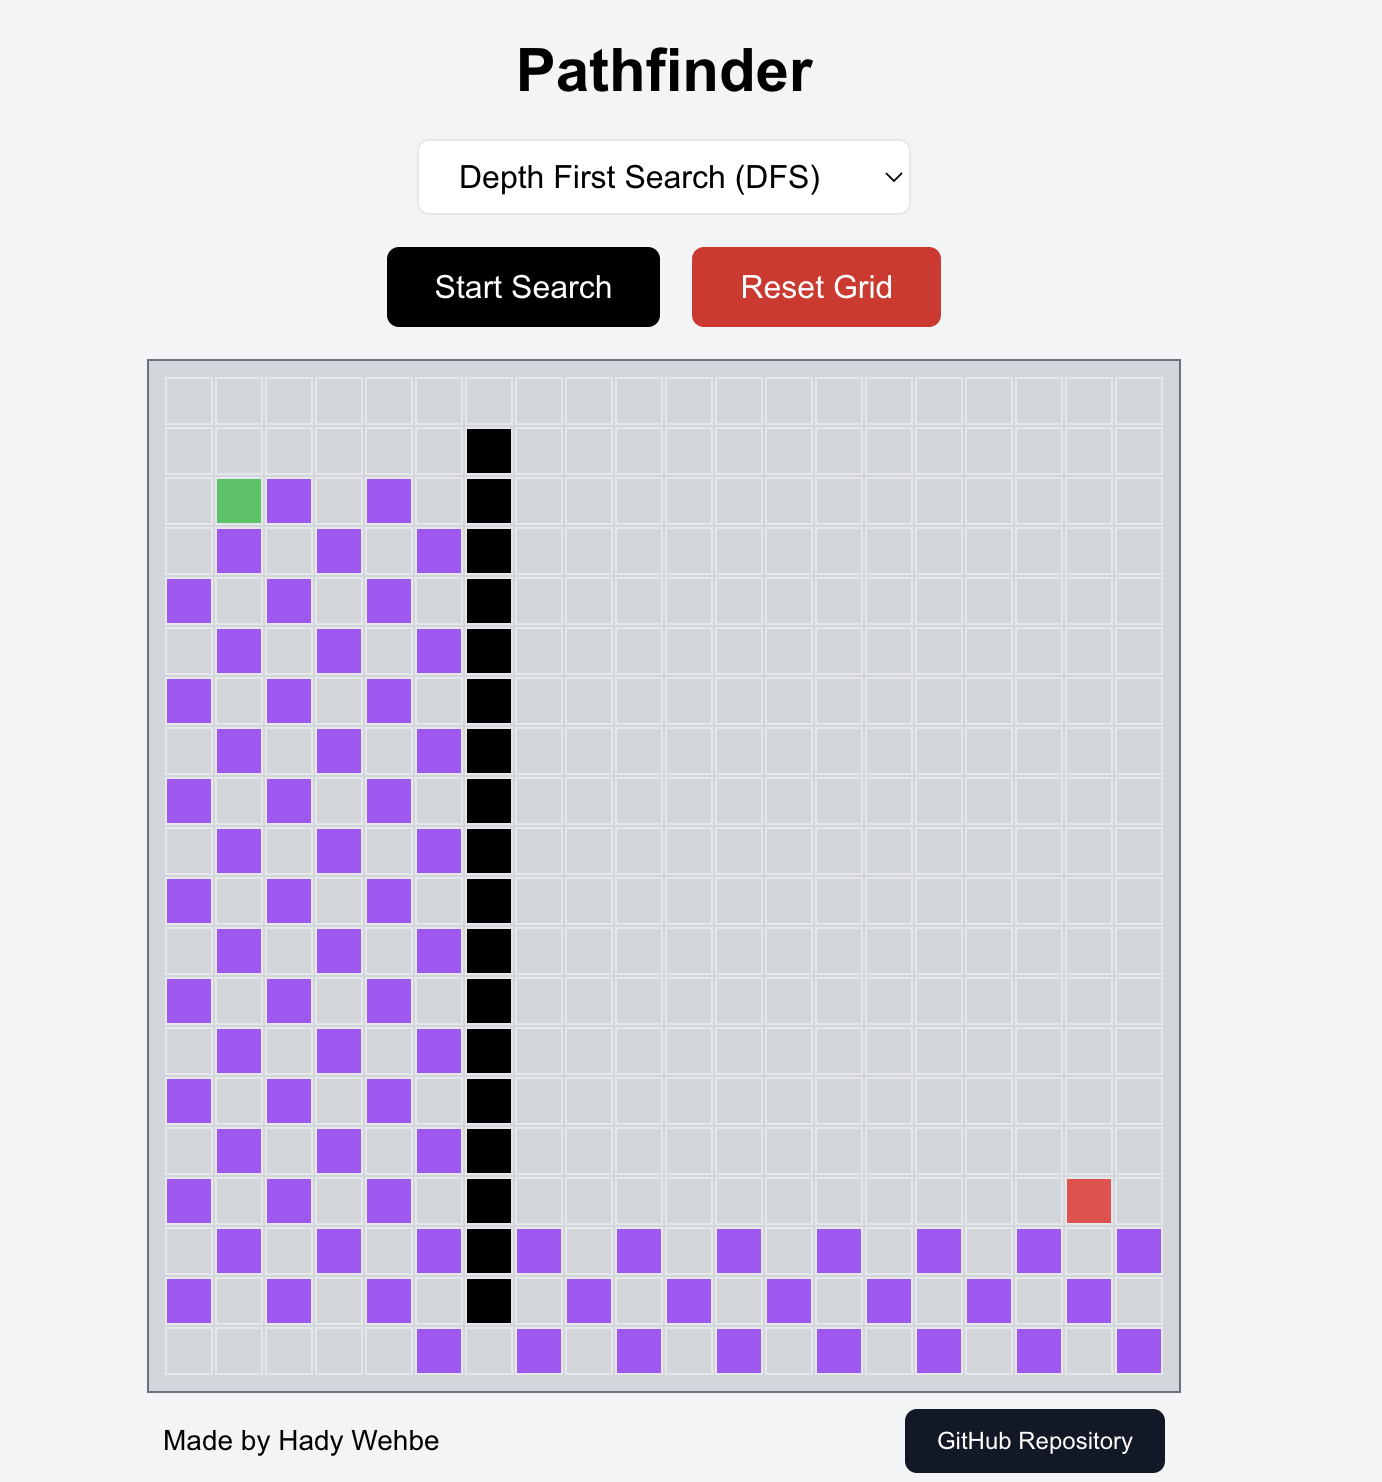 Pathfinder
Depth First Search (DFS)
Start Search
Reset Grid
Made by Hady Wehbe
GitHub Repository